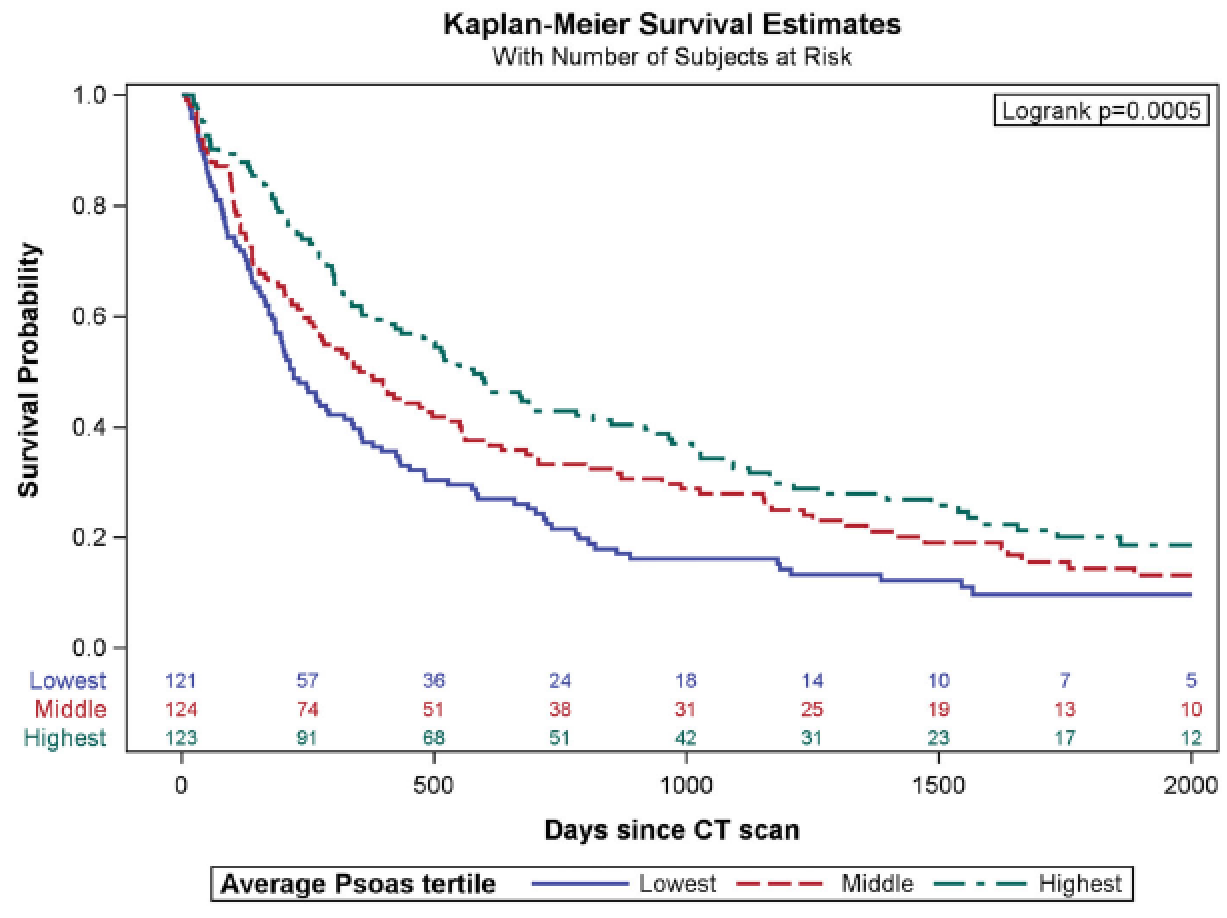 Kaplan-Meier Survival Estimates
With Number of Subjects at Risk
Logrank p=0.0005
Survival Probability
1.0
0.8
0.6
0.4
0.2
0.0
Lowest 121 57 36 24 18 14 10 7 5
Middle 124 74 51 38 31 25 19 13 10
Highest 123 91 68 51 42 31 23 17 12
0 500 1000 1500 2000
Days since CT scan
Average Psoas tertile Lowest Middle Highest